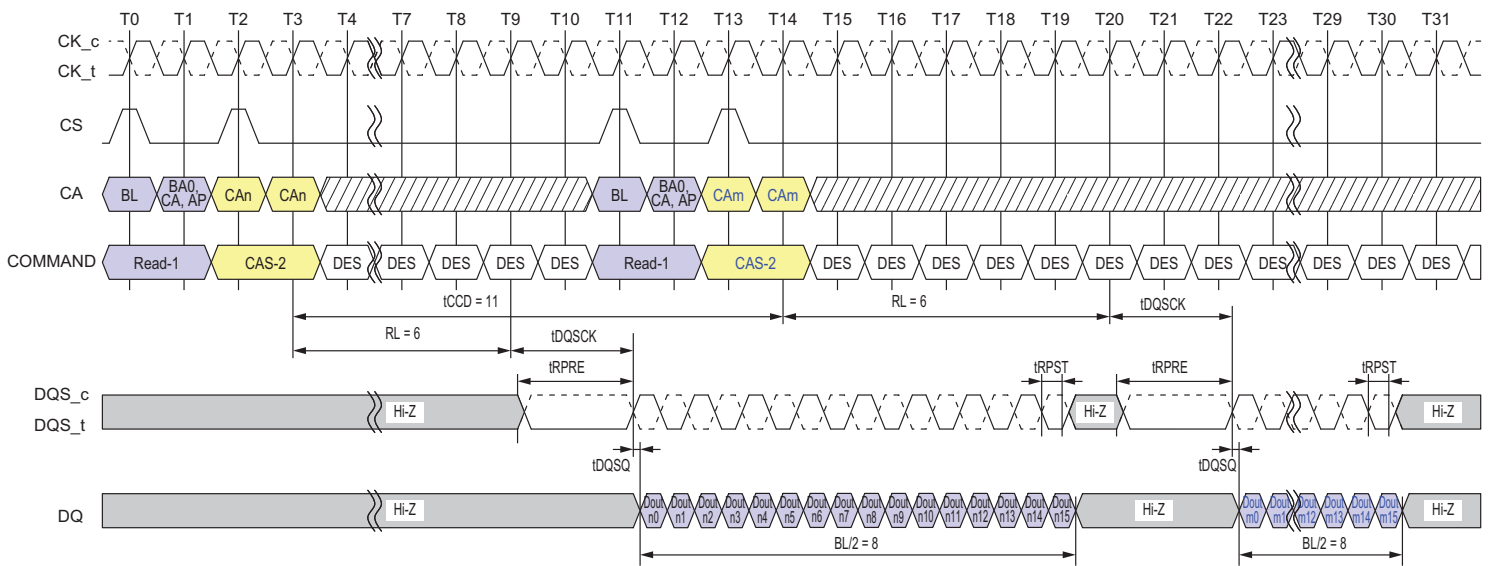 T0 T1 T2 T3 T4 T7 T8 T9 T10 T11 T12 T13 T14 T15 T16 T17 T18 T19 T20 T21 T22 T23 T29 T30 T31
CK_c
CK_t
CS
CA BL BA0, CA, AP CAn CAn BL BA0, CA, AP CAm CAm
COMMAND Read-1 CAS-2 DES DES DES DES DES Read-1 CAS-2 DES DES DES DES DES DES DES DES DES DES DES DES
tCCD = 11 RL = 6 tDQSCK
RL = 6 tDQSCK
tRPRE tRPST tRPRE tRPST
DQS_c
Hi-Z Hi-Z Hi-Z
DQS_t
tDQSQ tDQSQ
DQ Hi-Z Dout n0 Dout n1 Dout n2 Dout n3 Dout n4 Dout n5 Dout n6 Dout n7 Dout n8 Dout n9 Dout n10 Dout n11 Dout n12 Dout n13 Dout n14 Dout n15 Hi-Z Dout m0 Dout m1 Dout m12 Dout m13 Dout m14 Dout m15 Hi-Z
BL/2 = 8 BL/2 = 8